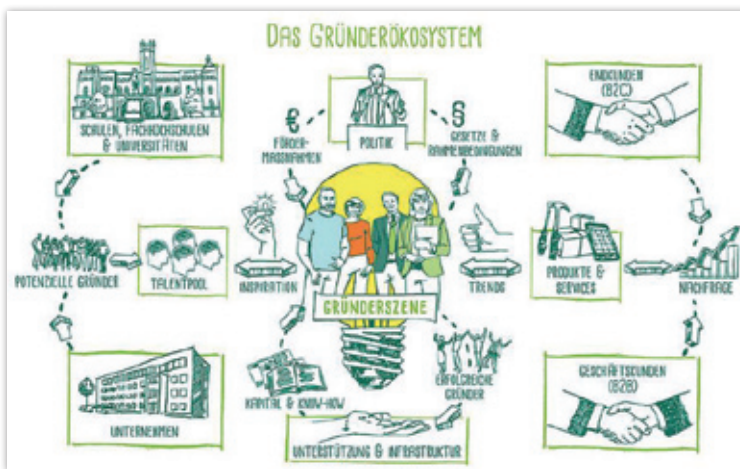 DAS GRÜNDERÖKOSYSTEM
SCHULEN, FACHHOCHSCHULEN
& UNIVERSITÄTEN
€
FÖRDER-
MASSNAHMEN
POLITIK
§
GESETZE &
RAHMENBEDINGUNGEN
ENDKUNDEN
(B2C)
POTENZIELLE GRÜNDER
TALENTPOOL
INSPIRATION
GRÜNDERSZENE
TRENDS
PRODUKTE &
SERVICES
NACHFRAGE
UNTERNEHMEN
KAPITAL & KNOW-HOW
ERFOLGREICHE
GRÜNDER
UNTERSTÜTZUNG & INFRASTRUKTUR
GESCHÄFTSKUNDEN
(B2B)